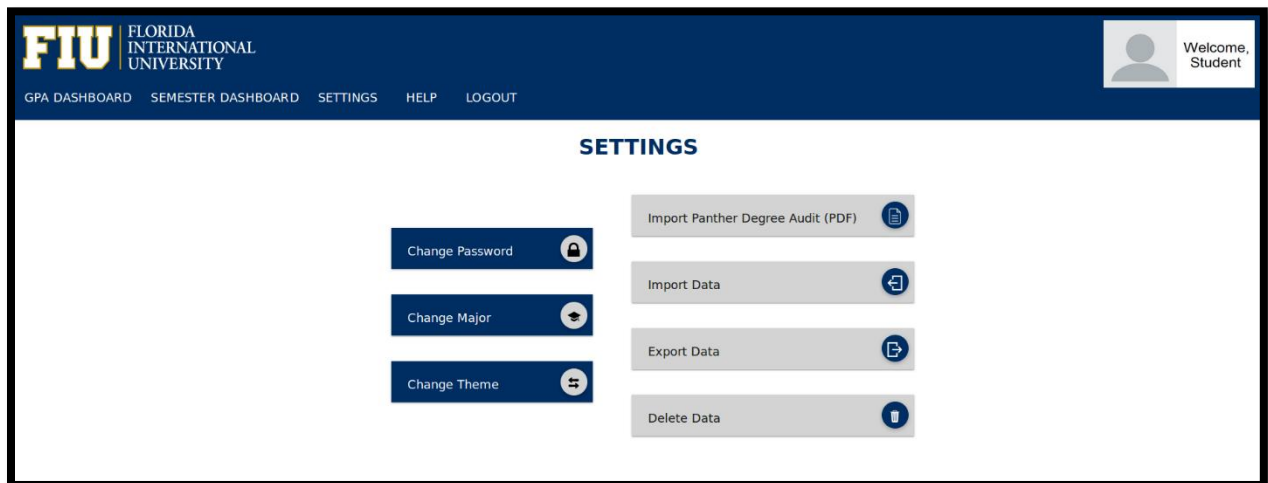 FIU
FLORIDA
INTERNATIONAL
UNIVERSITY
Welcome,
Student
GPA DASHBOARD SEMESTER DASHBOARD SETTINGS HELP LOGOUT
SETTINGS
Change Password
Change Major
Change Theme
Import Panther Degree Audit (PDF)
Import Data
Export Data
Delete Data